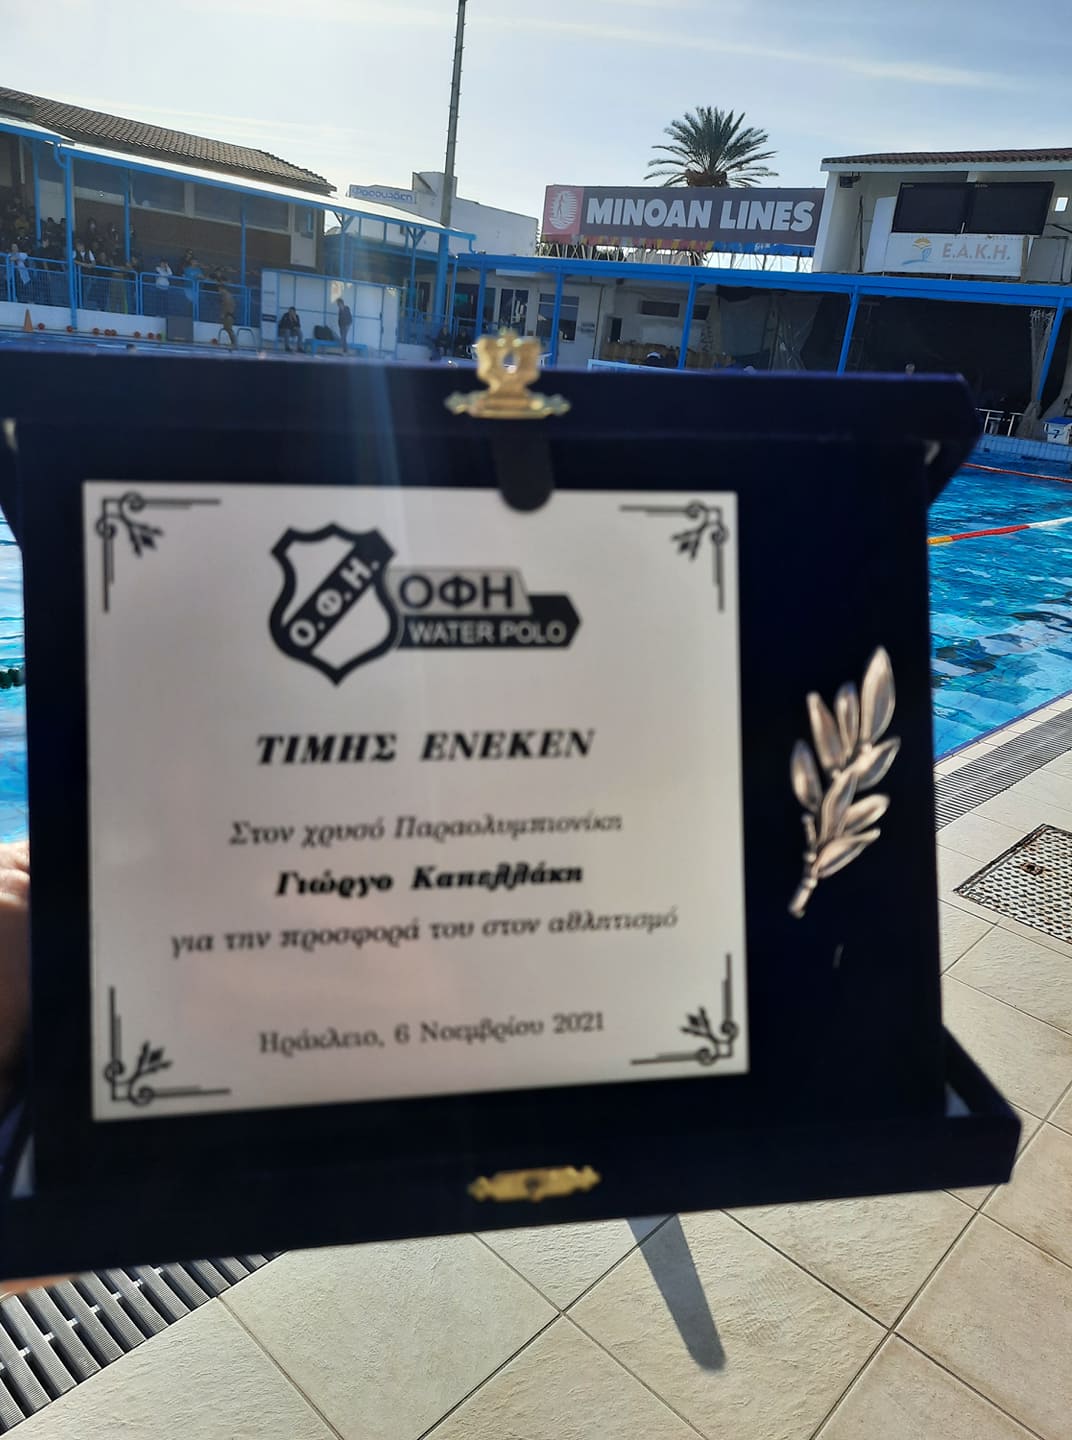 MINOAN LINES
Ε.Α.Κ.Η.
Ο.Φ.Η.
ΟΦΗ
WATER POLO
ΤΙΜΗΣ ΕΝΕΚΕΝ
Στον χρυσό Παραολυμπιονίκη
Γιώργο Καπελλάκη
για την προσφορά του στον αθλητισμό
Ηράκλειο, 6 Νοεμβρίου 2021
7